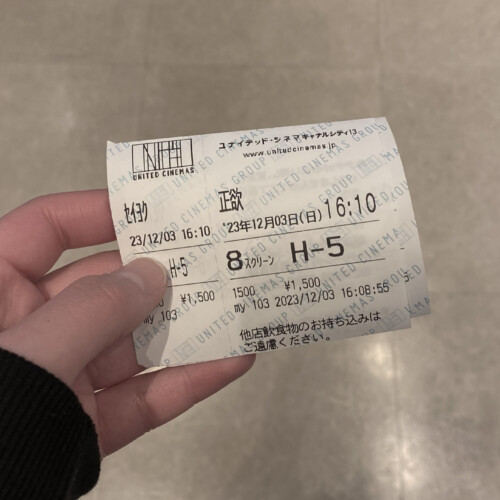 ユナイテッド・シネマ キャナルシティ13
www.unitedcinemas.jp
UNITED CINEMAS
セイヨク
正欲
23/12/03 16:10
'23年12月03日(日) 16:10
H-5
8スクリーン H-5
¥1,500
1500 ¥1,500
my 103
my 103 2023/12/03 16:08:55
他店飲食物のお持ち込みは
ご遠慮ください。
UNITED CINEMAS GROUP